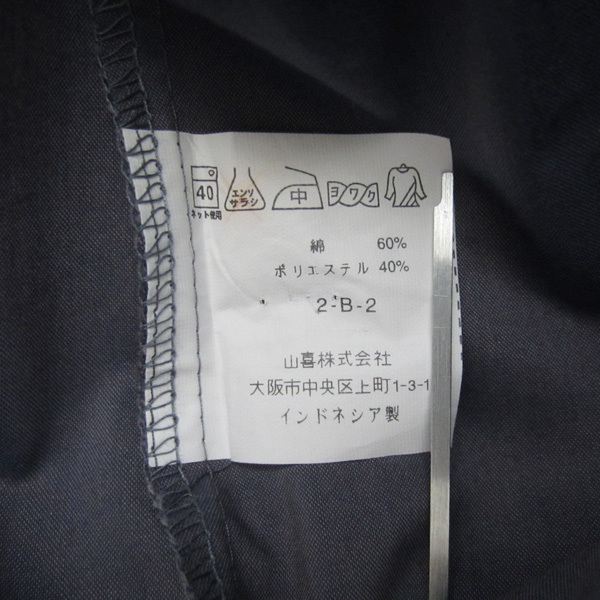 40 エンソ サラシ 中 ヨワク
ネット使用
綿 60%
ポリエステル 40%
2-B-2
山喜株式会社
大阪市中央区上町1-3-1
インドネシア製